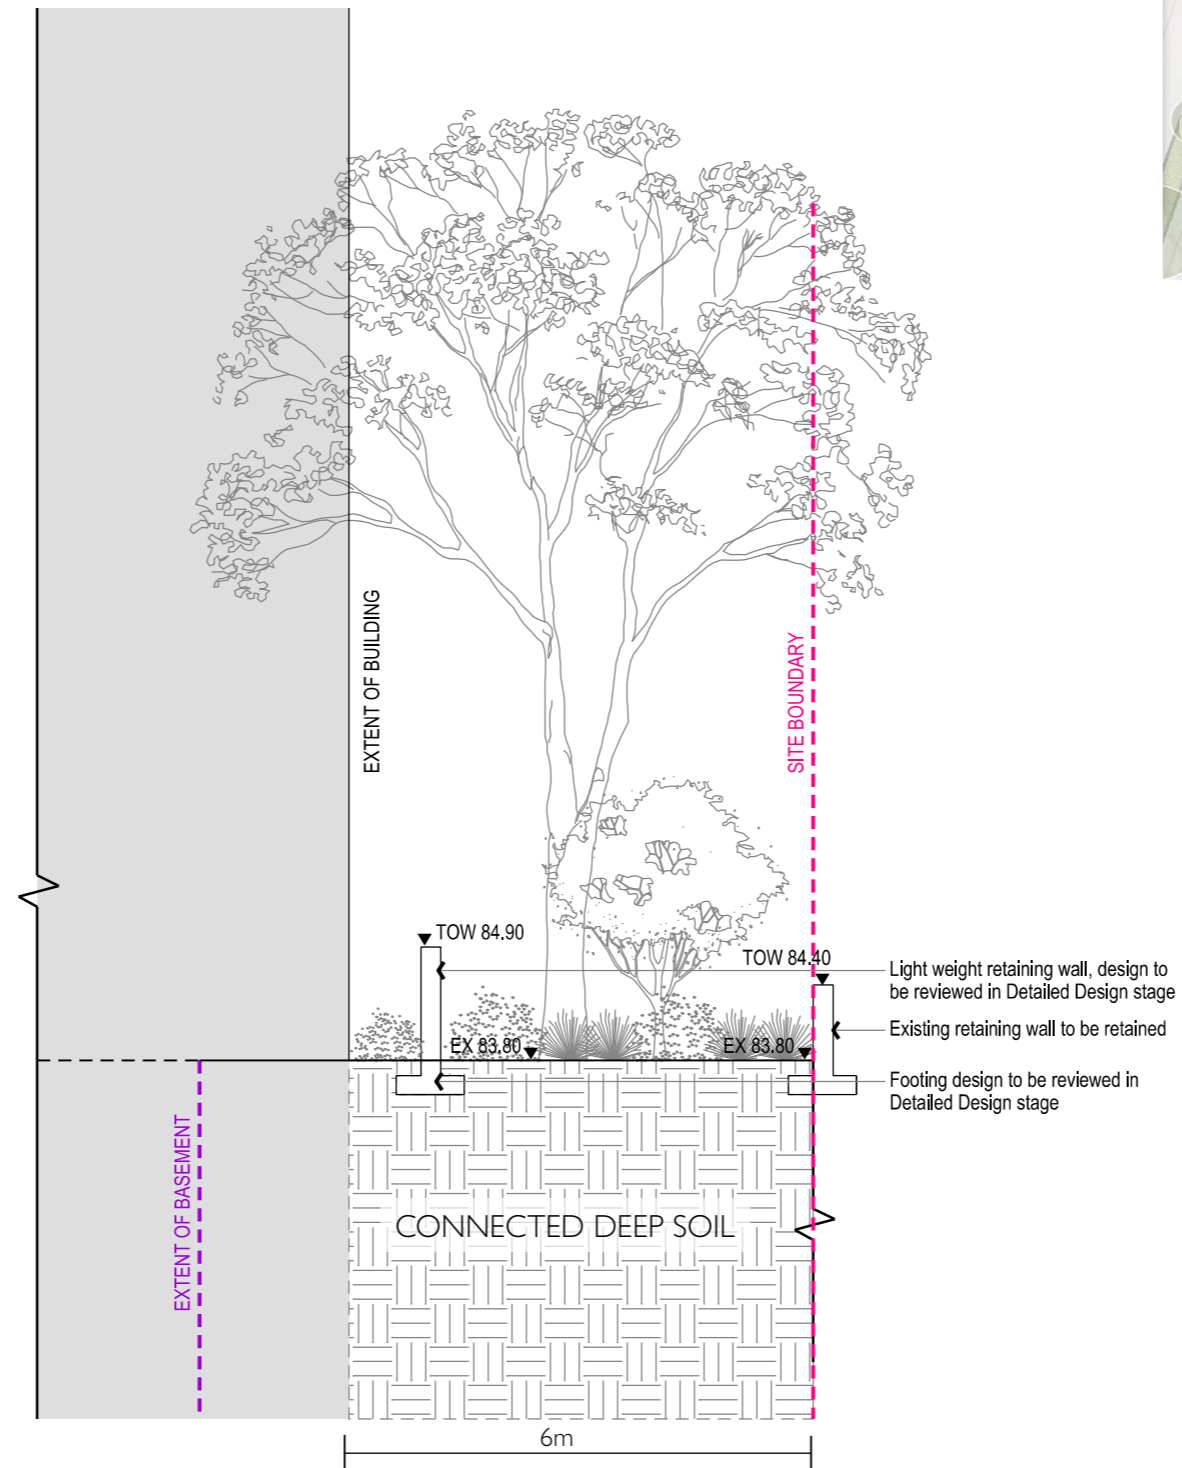 EXTENT OF BUILDING
SITE BOUNDARY
TOW 84.90
TOW 84.40
Light weight retaining wall, design to
be reviewed in Detailed Design stage
Existing retaining wall to be retained
EX 83.80
EX 83.80
Footing design to be reviewed in
Detailed Design stage
EXTENT OF BASEMENT
CONNECTED DEEP SOIL
6m